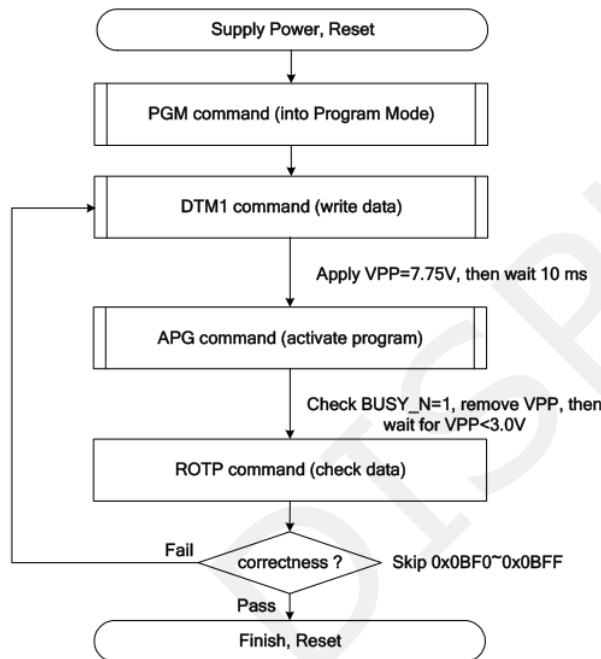 Supply Power, Reset
PGM command (into Program Mode)
DTM1 command (write data)
Apply VPP=7.75V, then wait 10 ms
APG command (activate program)
Check BUSY_N=1, remove VPP, then
wait for VPP<3.0V
ROTP command (check data)
Fail
correctness ?
Skip 0x0BF0~0x0BFF
Pass
Finish, Reset